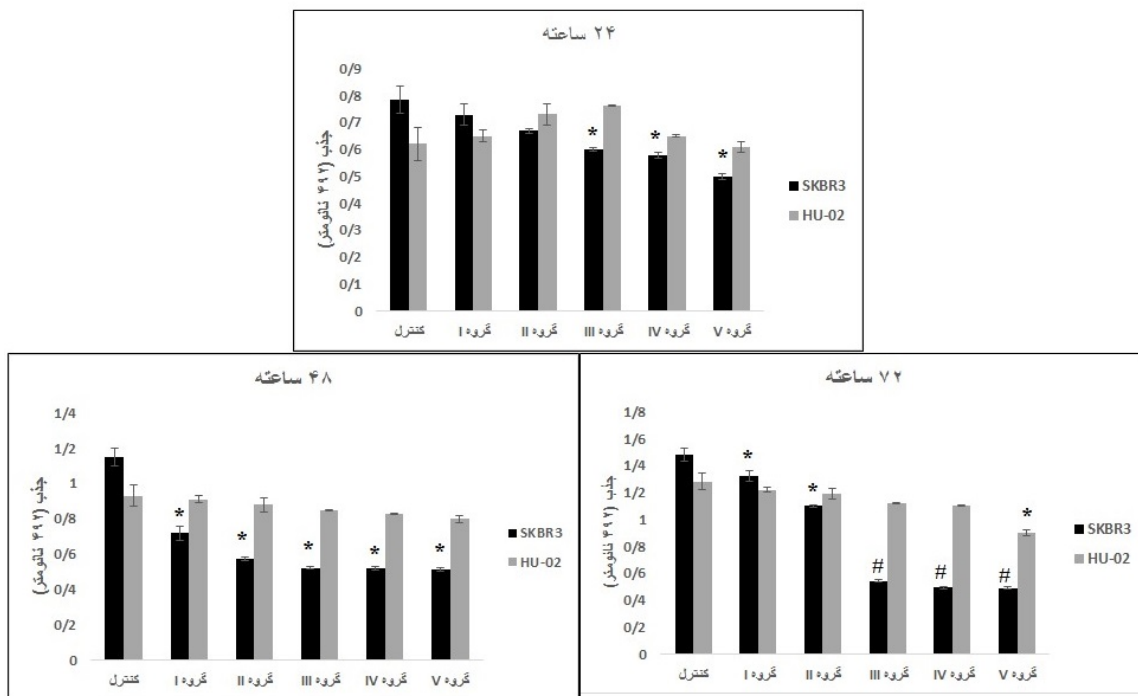 ۲۴ ساعته
جذب (۴۹۲ نانومتر)
0/9
0/8
0/7
0/6
0/5
0/4
0/3
0/2
0/1
0
* * *
SKBR3
HU-02
کنترل گروه I گروه II گروه III گروه IV گروه V
۴۸ ساعته
جذب (۴۹۲ نانومتر)
1/4
1/2
1
0/8
0/6
0/4
0/2
0
* * * * *
SKBR3
HU-02
کنترل گروه I گروه II گروه III گروه IV گروه V
۷۲ ساعته
جذب (۴۹۲ نانومتر)
1/8
1/6
1/4
1/2
1
0/8
0/6
0/4
0/2
0
* * # # # *
SKBR3
HU-02
کنترل گروه I گروه II گروه III گروه IV گروه V